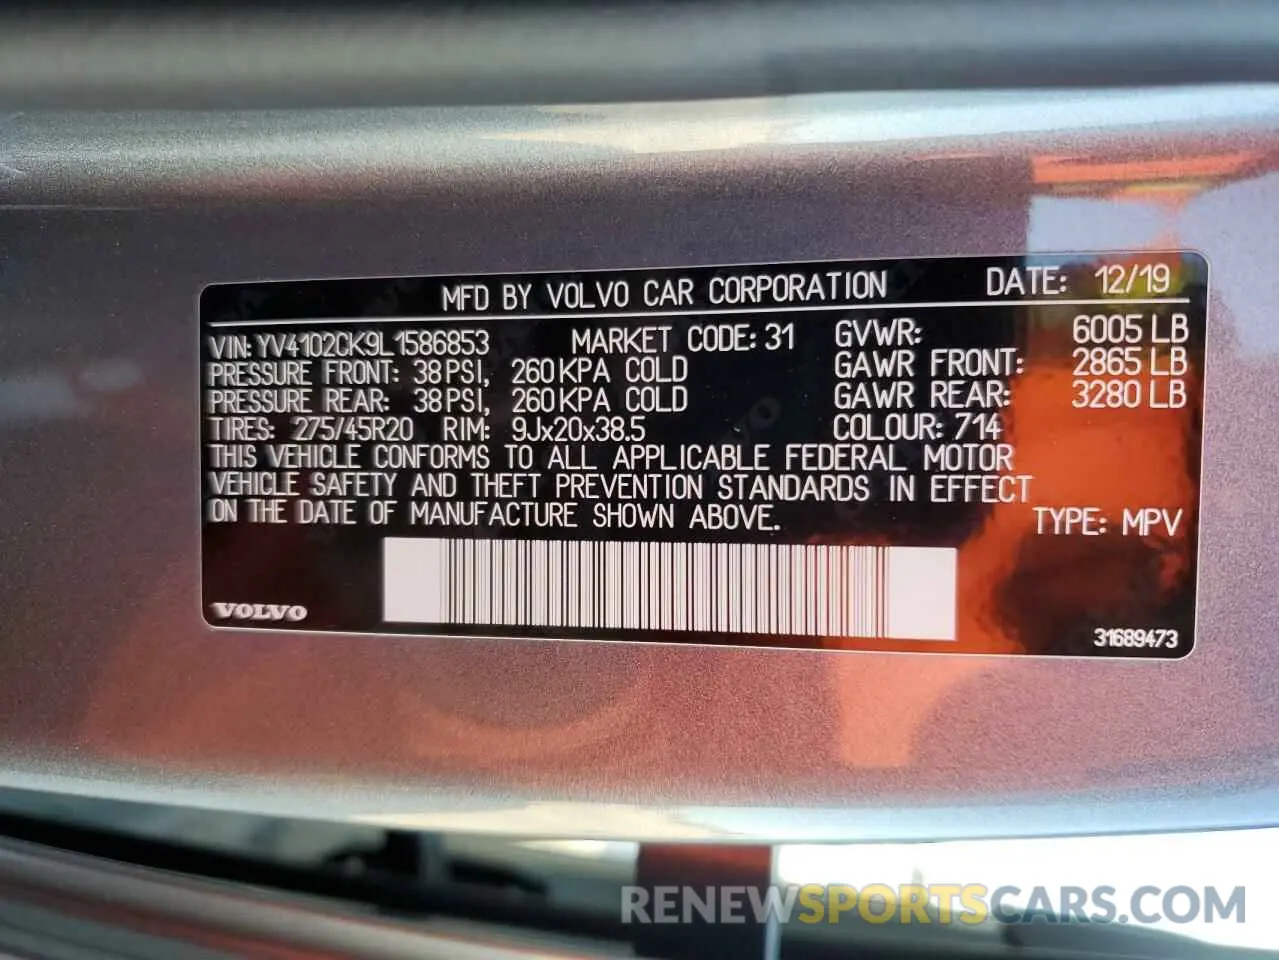 MFD BY VOLVO CAR CORPORATION DATE: 12/19
VIN: YV4102CK9L1586853 MARKET CODE: 31 GVWR: 6005 LB
PRESSURE FRONT: 38 PSI, 260 KPA COLD GAWR FRONT: 2865 LB
PRESSURE REAR: 38 PSI, 260 KPA COLD GAWR REAR: 3280 LB
TIRES: 275/45R20 RIM: 9Jx20x38.5 COLOUR: 714
THIS VEHICLE CONFORMS TO ALL APPLICABLE FEDERAL MOTOR
VEHICLE SAFETY AND THEFT PREVENTION STANDARDS IN EFFECT
ON THE DATE OF MANUFACTURE SHOWN ABOVE. TYPE: MPV
VOLVO 31689473
RENEWSPORTSCARS.COM